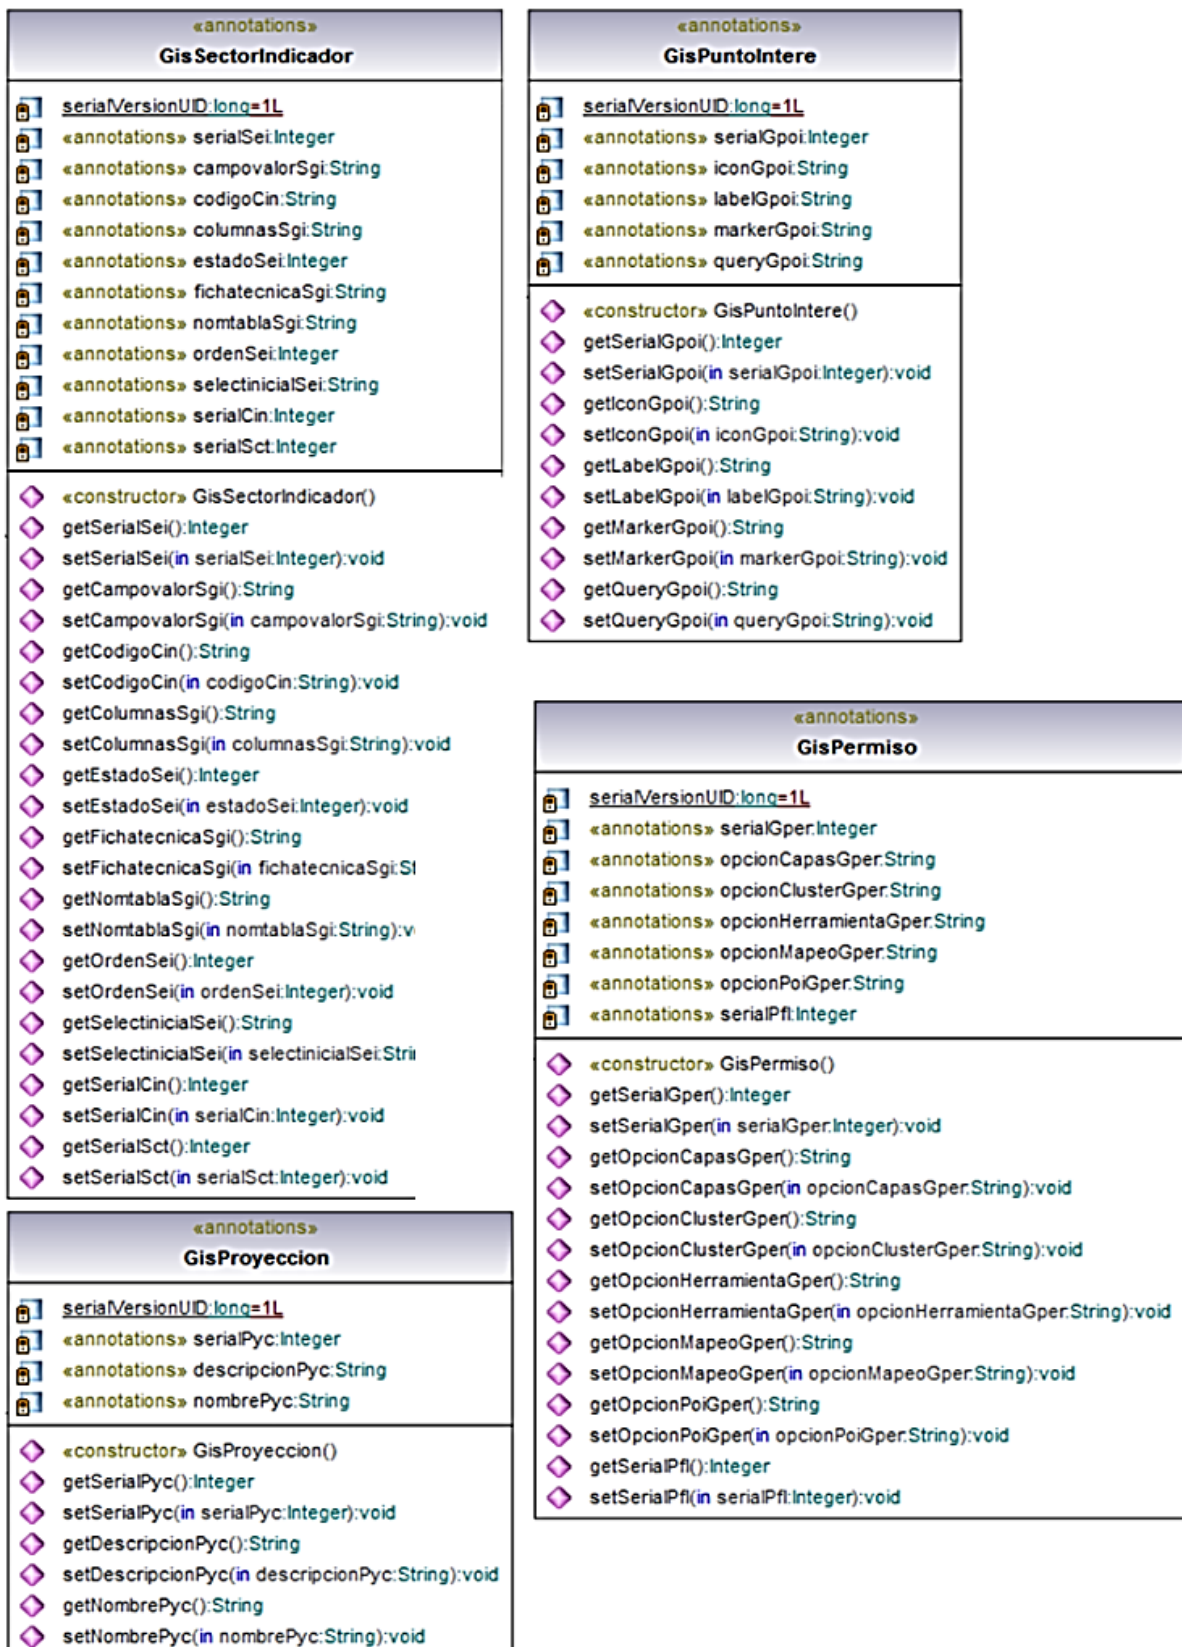 «annotations»
GisSectorIndicador
serialVersionUID:long=1L
«annotations» serialSei:Integer
«annotations» campovalorSgi:String
«annotations» codigoCin:String
«annotations» columnasSgi:String
«annotations» estadoSei:Integer
«annotations» fichatecnicaSgi:String
«annotations» nomtablaSgi:String
«annotations» ordenSei:Integer
«annotations» selectinicialSei:String
«annotations» serialCin:Integer
«annotations» serialSct:Integer
«constructor» GisSectorIndicador()
getSerialSei():Integer
setSerialSei(in serialSei:Integer):void
getCampovalorSgi():String
setCampovalorSgi(in campovalorSgi:String):void
getCodigoCin():String
setCodigoCin(in codigoCin:String):void
getColumnasSgi():String
setColumnasSgi(in columnasSgi:String):void
getEstadoSei():Integer
setEstadoSei(in estadoSei:Integer):void
getFichatecnicaSgi():String
setFichatecnicaSgi(in fichatecnicaSgi:St
getNomtablaSgi():String
setNomtablaSgi(in nomtablaSgi:String):v
getOrdenSei():Integer
setOrdenSei(in ordenSei:Integer):void
getSelectinicialSei():String
setSelectinicialSei(in selectinicialSei:Stri
getSerialCin():Integer
setSerialCin(in serialCin:Integer):void
getSerialSct():Integer
setSerialSct(in serialSct:Integer):void
«annotations»
GisPuntoIntere
serialVersionUID:long=1L
«annotations» serialGpoi:Integer
«annotations» iconGpoi:String
«annotations» labelGpoi:String
«annotations» markerGpoi:String
«annotations» queryGpoi:String
«constructor» GisPuntoIntere()
getSerialGpoi():Integer
setSerialGpoi(in serialGpoi:Integer):void
getIconGpoi():String
setIconGpoi(in iconGpoi:String):void
getLabelGpoi():String
setLabelGpoi(in labelGpoi:String):void
getMarkerGpoi():String
setMarkerGpoi(in markerGpoi:String):void
getQueryGpoi():String
setQueryGpoi(in queryGpoi:String):void
«annotations»
GisPermiso
serialVersionUID:long=1L
«annotations» serialGper:Integer
«annotations» opcionCapasGper:String
«annotations» opcionClusterGper:String
«annotations» opcionHerramientaGper:String
«annotations» opcionMapeoGper:String
«annotations» opcionPoiGper:String
«annotations» serialPfl:Integer
«constructor» GisPermiso()
getSerialGper():Integer
setSerialGper(in serialGper:Integer):void
getOpcionCapasGper():String
setOpcionCapasGper(in opcionCapasGper:String):void
getOpcionClusterGper():String
setOpcionClusterGper(in opcionClusterGper:String):void
getOpcionHerramientaGper():String
setOpcionHerramientaGper(in opcionHerramientaGper:String):void
getOpcionMapeoGper():String
setOpcionMapeoGper(in opcionMapeoGper:String):void
getOpcionPoiGper():String
setOpcionPoiGper(in opcionPoiGper:String):void
getSerialPfl():Integer
setSerialPfl(in serialPfl:Integer):void
«annotations»
GisProyeccion
serialVersionUID:long=1L
«annotations» serialPyc:Integer
«annotations» descripcionPyc:String
«annotations» nombrePyc:String
«constructor» GisProyeccion()
getSerialPyc():Integer
setSerialPyc(in serialPyc:Integer):void
getDescripcionPyc():String
setDescripcionPyc(in descripcionPyc:String):void
getNombrePyc():String
setNombrePyc(in nombrePyc:String):void